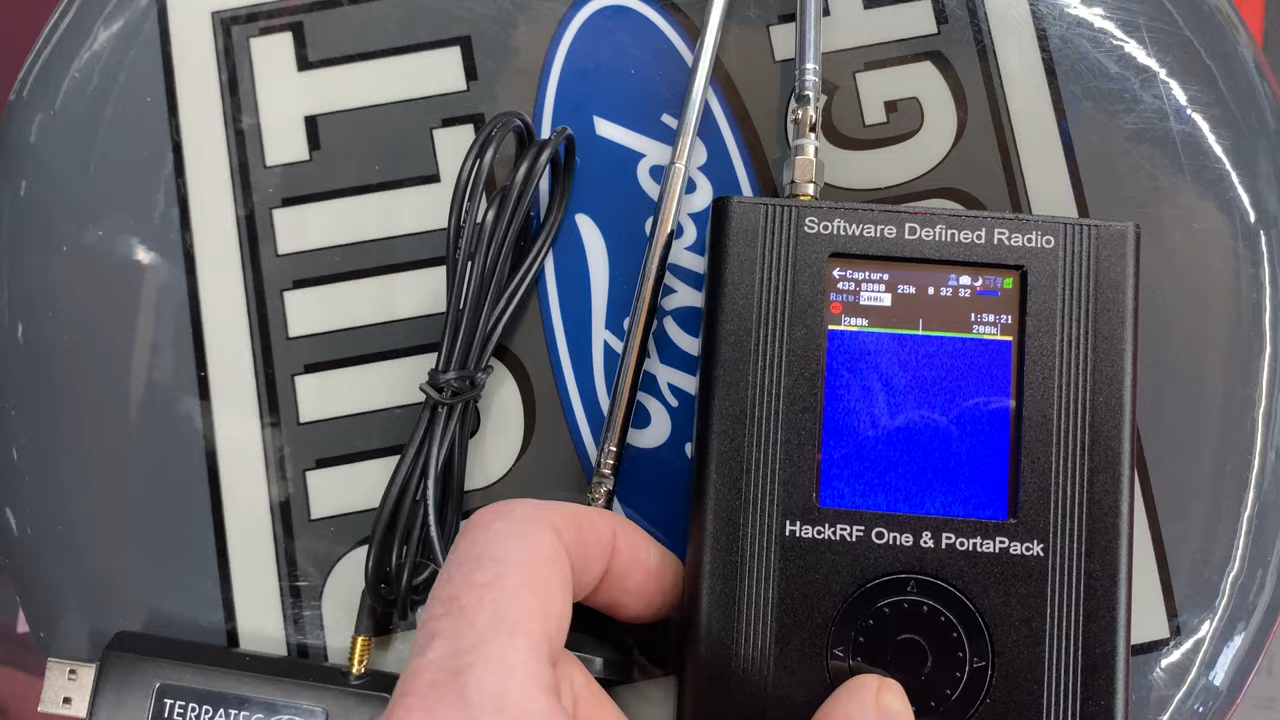 BUILT
Ford
Software Defined Radio
Capture
433.8900 25k 0 32 32
Rate:500k
1:50:21
200k 200k
HackRF One & PortaPack
TERRATEC